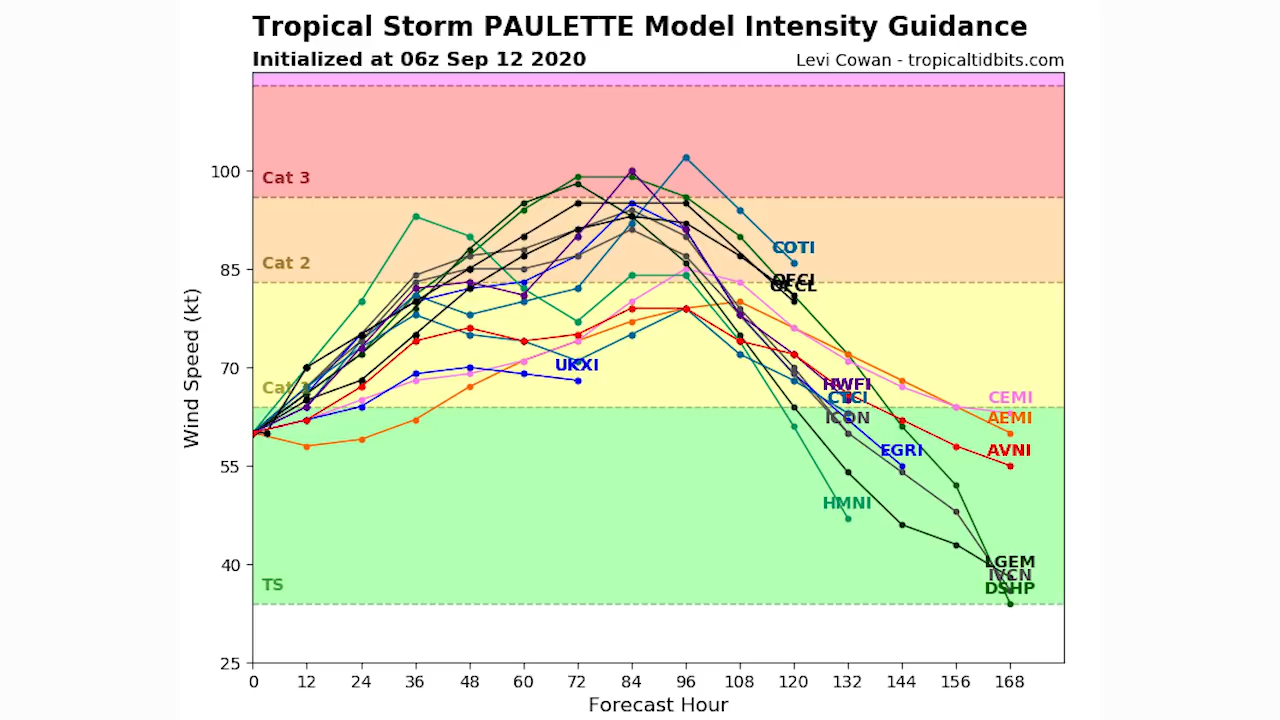 Tropical Storm PAULETTE Model Intensity Guidance
Initialized at 06z Sep 12 2020
Levi Cowan - tropicaltidbits.com
Wind Speed (kt)
100
85
70
55
40
25
Cat 3
Cat 2
Cat 1
TS
COTI
OFCI
OFCL
UKXI
HWFI
CTCI
ICON
CEMI
AEMI
EGRI
AVNI
HMNI
LGEM
IVCN
DSHP
0 12 24 36 48 60 72 84 96 108 120 132 144 156 168
Forecast Hour